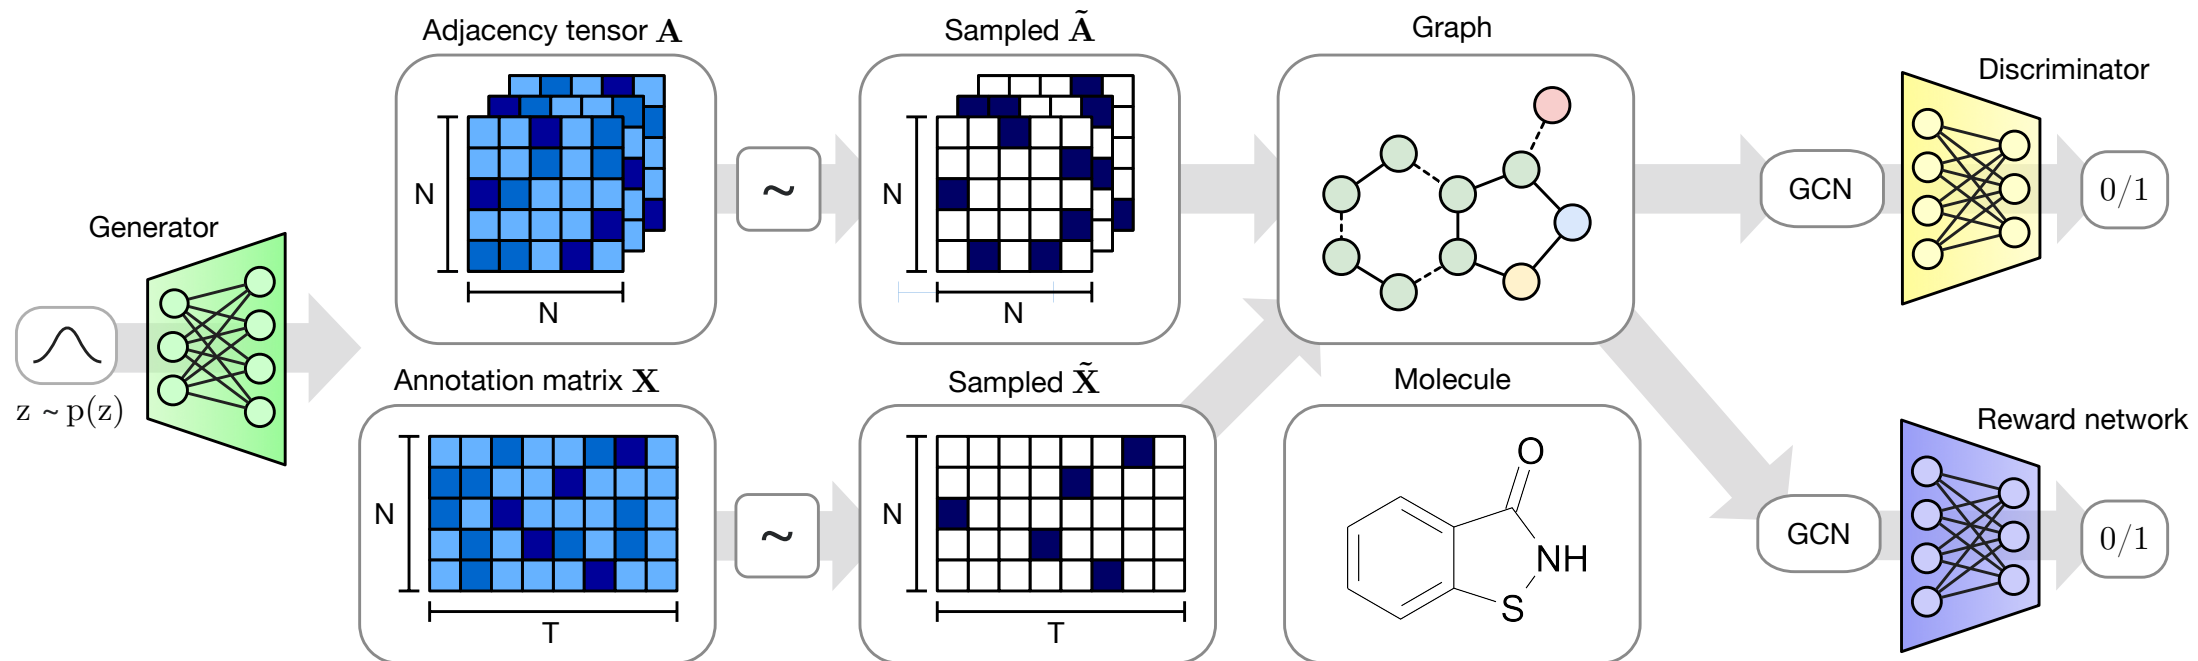 Generator
z ~ p(z)
Adjacency tensor A
N
N
~
Sampled Ã
N
N
Graph
GCN
Discriminator
0/1
Annotation matrix X
N
T
~
Sampled X̃
N
T
Molecule
O
NH
S
GCN
Reward network
0/1